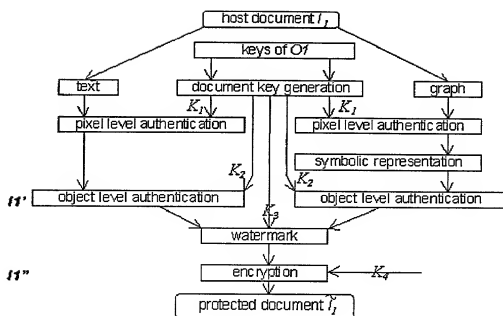 host document I₁
keys of O1
text
document key generation
graph
K₁
K₁
pixel level authentication
pixel level authentication
symbolic representation
K₂
K₂
I1' object level authentication
object level authentication
K₃
watermark
I1'' encryption
K₄
protected document Ĩ₁